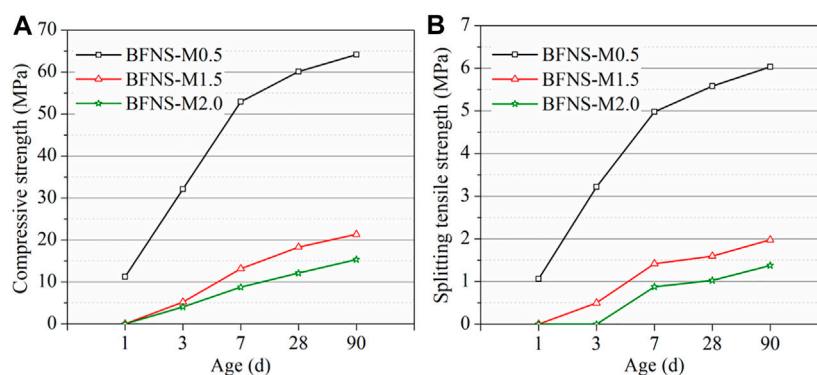 A
Compressive strength (MPa)
70
60
50
40
30
20
10
0
BFNS-M0.5
BFNS-M1.5
BFNS-M2.0
1 3 7 28 90
Age (d)
B
Splitting tensile strength (MPa)
7
6
5
4
3
2
1
0
BFNS-M0.5
BFNS-M1.5
BFNS-M2.0
1 3 7 28 90
Age (d)